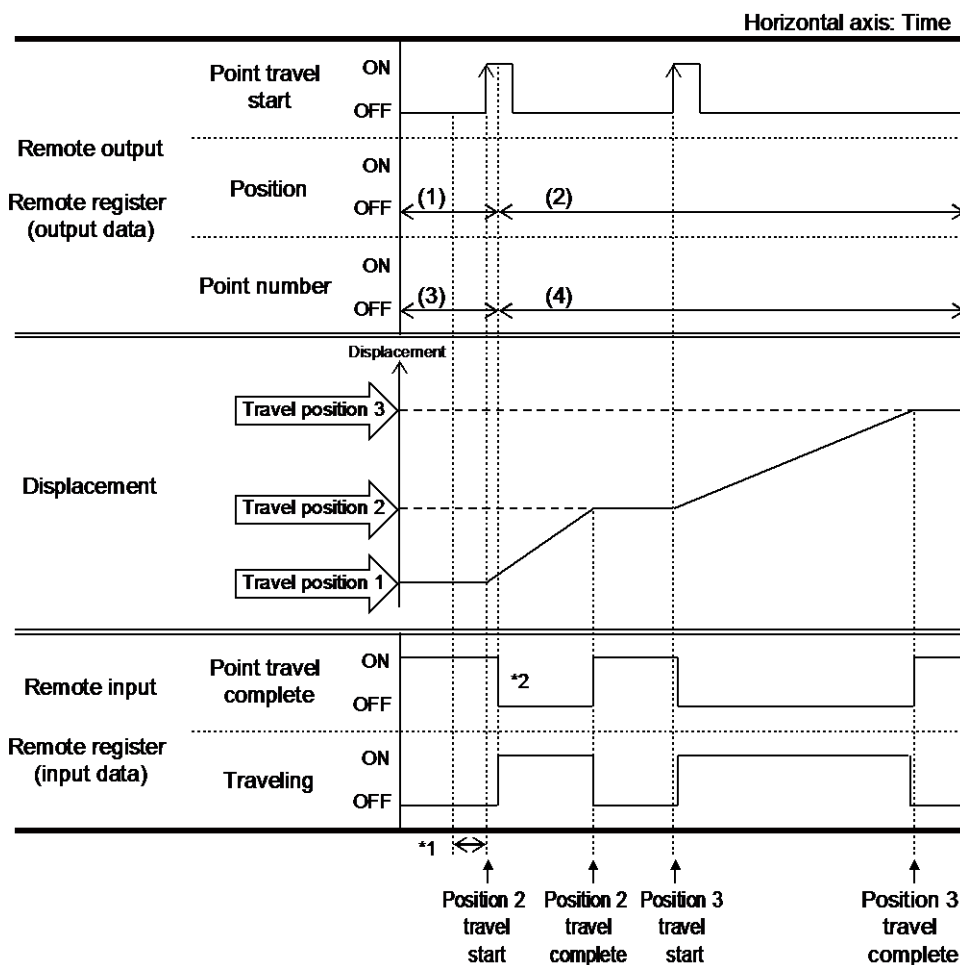 Horizontal axis: Time
Remote output
Remote register
(output data)
Point travel
start
ON
OFF
Position
ON
OFF
(1)
(2)
Point number
ON
OFF
(3)
(4)
Displacement
Displacement
Travel position 3
Travel position 2
Travel position 1
Remote input
Remote register
(input data)
Point travel
complete
ON
OFF
*2
Traveling
ON
OFF
*1
Position 2
travel
start
Position 2
travel
complete
Position 3
travel
start
Position 3
travel
complete